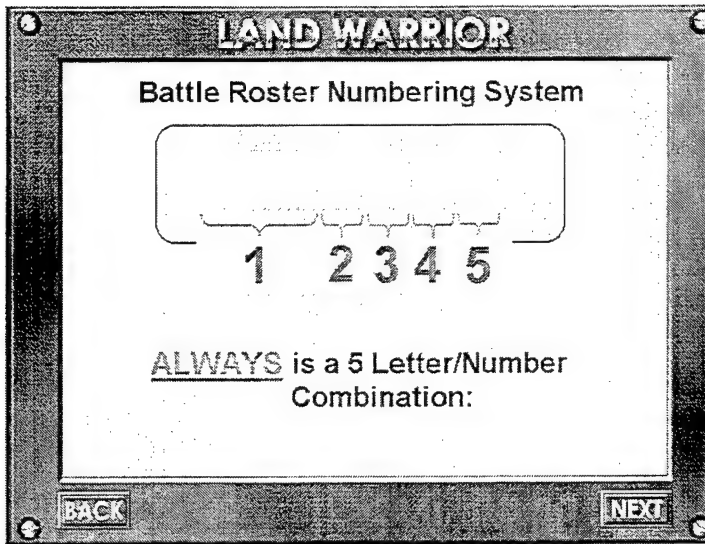 LAND WARRIOR
Battle Roster Numbering System
1 2 3 4 5
ALWAYS is a 5 Letter/Number
Combination:
BACK NEXT